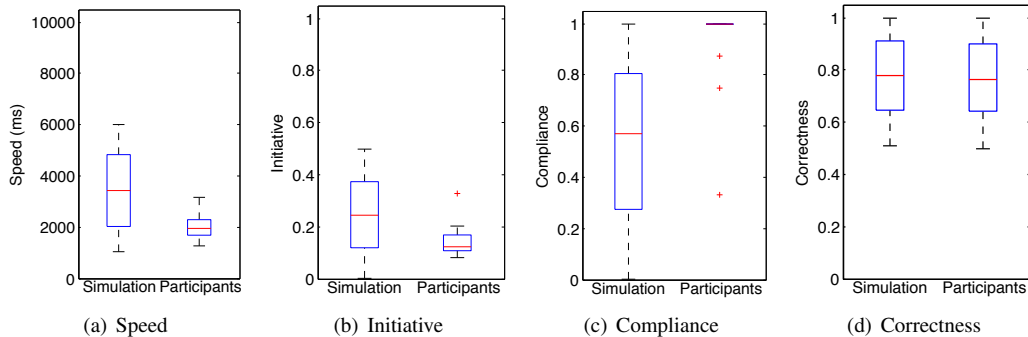 10000
8000
6000
4000
2000
0
Speed (ms)
Simulation Participants
(a) Speed
1
0.8
0.6
0.4
0.2
0
Initiative
Simulation Participants
(b) Initiative
1
0.8
0.6
0.4
0.2
0
Compliance
Simulation Participants
(c) Compliance
1
0.8
0.6
0.4
0.2
0
Correctness
Simulation Participants
(d) Correctness